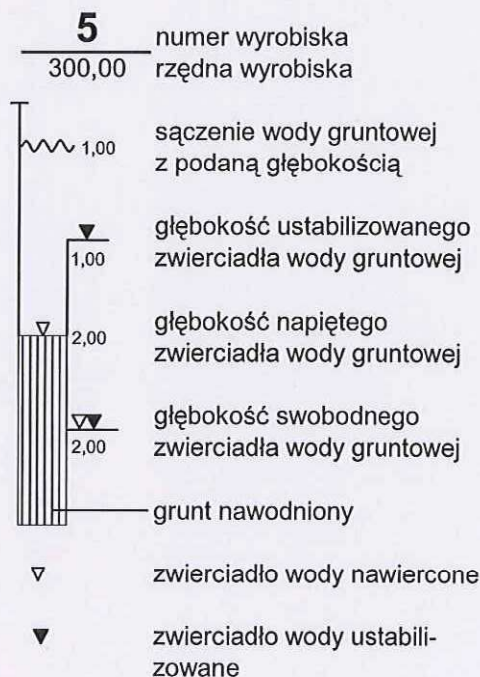 5
numer wyrobiska
300,00
rzędna wyrobiska
1,00
sączenie wody gruntowej
z podaną głębokością
głębokość ustabilizowanego
1,00
zwierciadła wody gruntowej
głębokość napiętego
2,00
zwierciadła wody gruntowej
głębokość swobodnego
2,00
zwierciadła wody gruntowej
grunt nawodniony
zwierciadło wody nawiercone
zwierciadło wody ustabili-
zowane